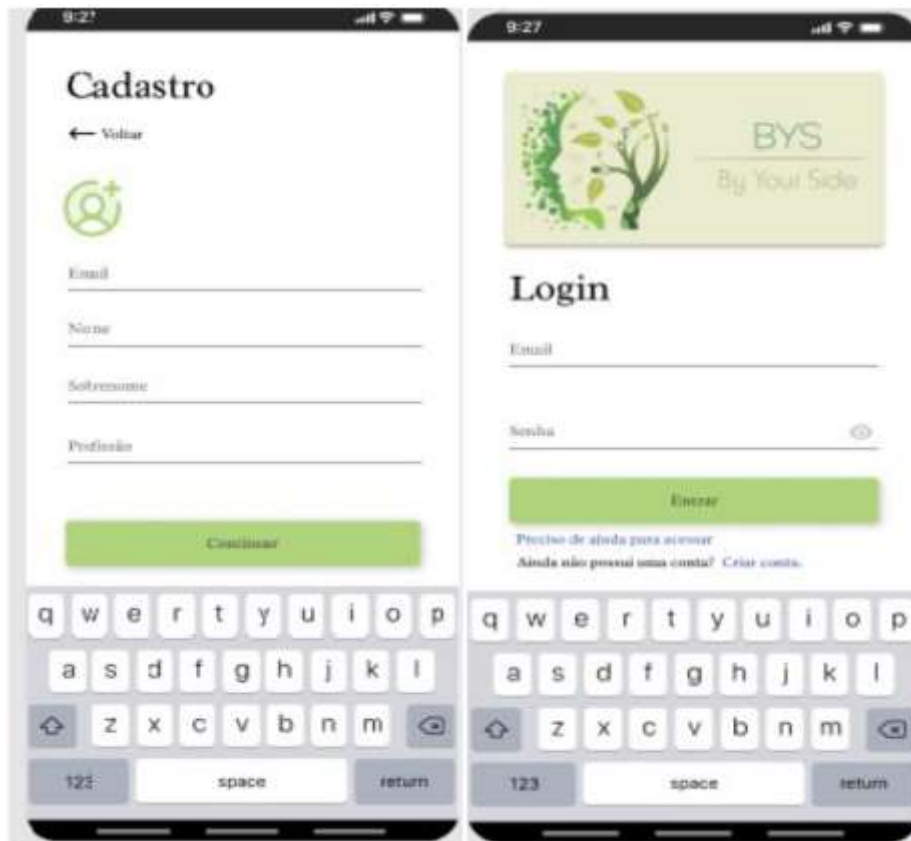 9:27
Cadastro
Voltar
Email
Nome
Sobrenome
Profissão
Continuar
q w e r t y u i o p
a s d f g h j k l
z x c v b n m
123 space return
9:27
BYS
By Your Side
Login
Email
Senha
Entrar
Preciso de ajuda para acessar
Ainda não possui uma conta? Criar conta.
q w e r t y u i o p
a s d f g h j k l
z x c v b n m
123 space return